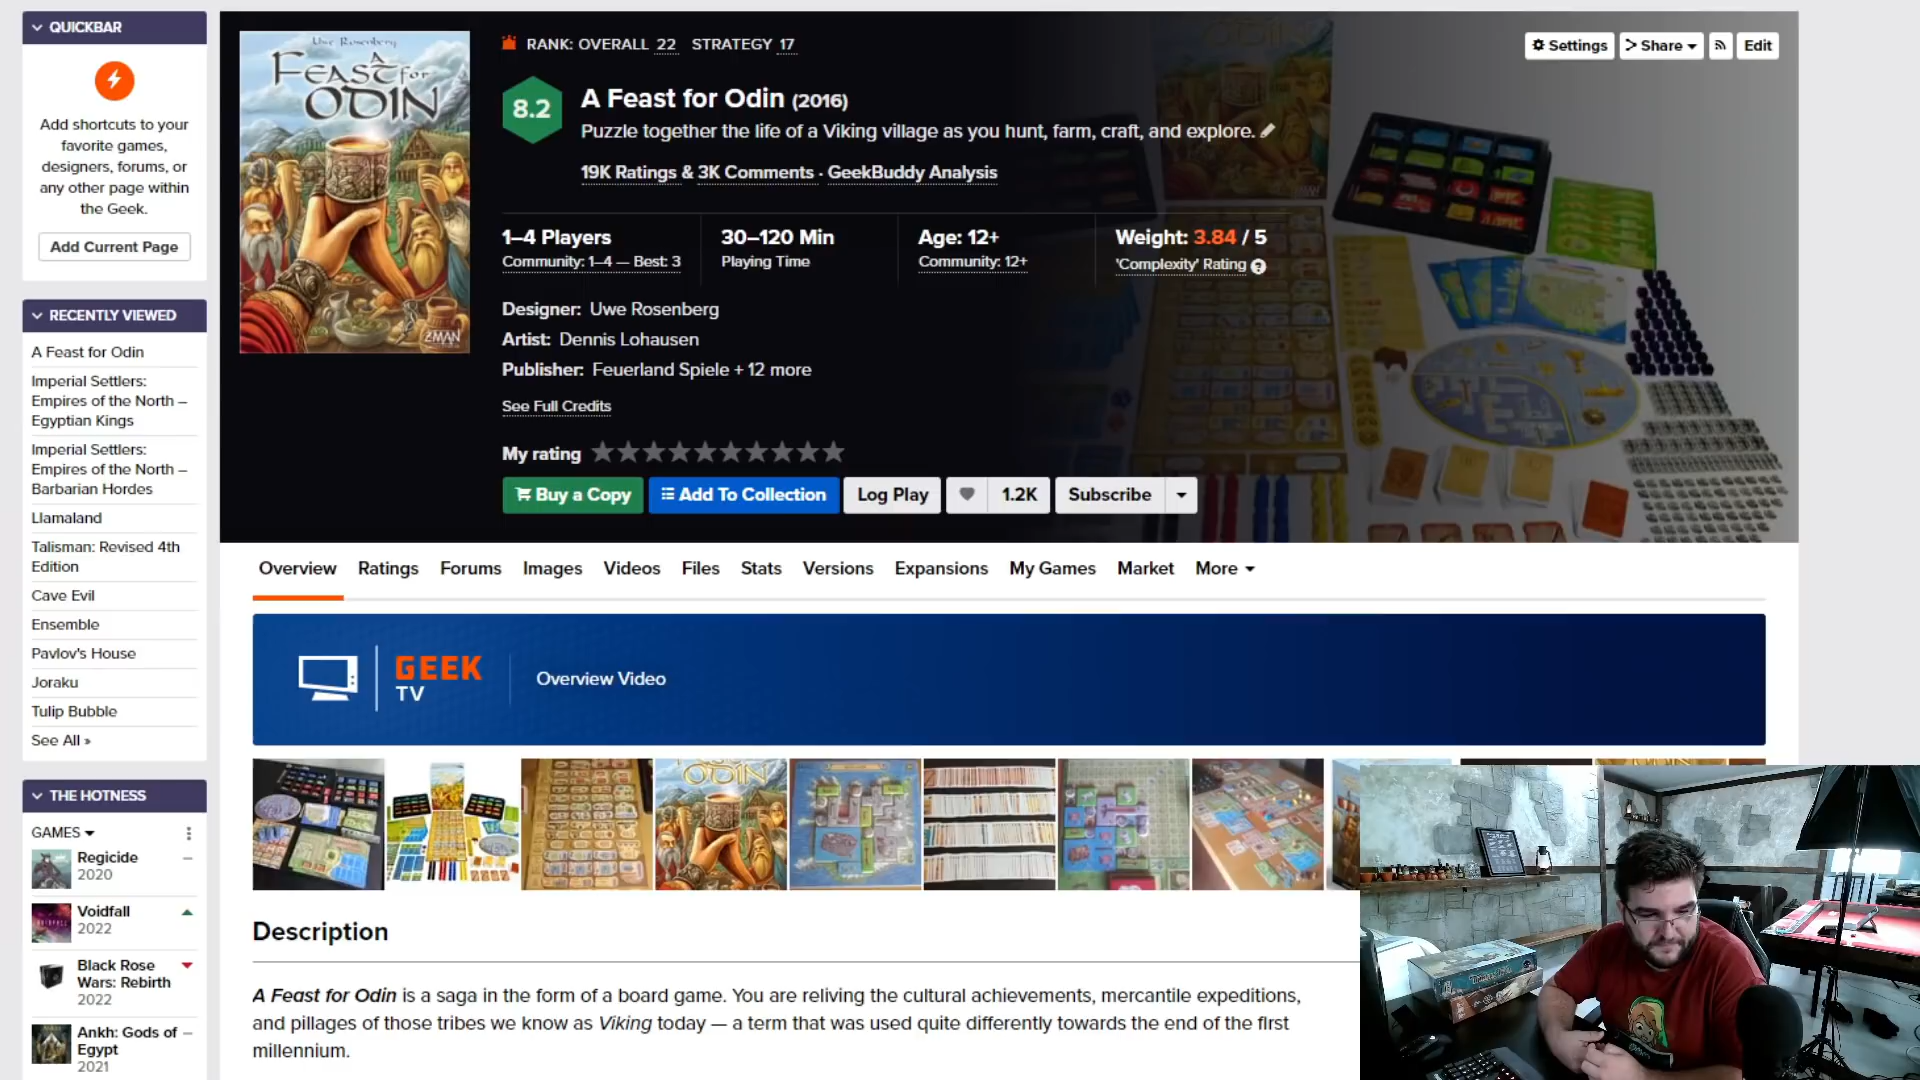 QUICKBAR
Add shortcuts to your
favorite games,
designers, forums, or
any other page within
the Geek.
Add Current Page
RECENTLY VIEWED
A Feast for Odin
Imperial Settlers:
Empires of the North –
Egyptian Kings
Imperial Settlers:
Empires of the North –
Barbarian Hordes
Llamaland
Talisman: Revised 4th
Edition
Cave Evil
Ensemble
Pavlov's House
Joraku
Tulip Bubble
See All »
THE HOTNESS
GAMES
Regicide
2020
Voidfall
2022
Black Rose
Wars: Rebirth
2022
Ankh: Gods of
Egypt
2021
Uwe Rosenberg
A
FEAST for
ODIN
ZMAN
RANK: OVERALL 22 STRATEGY 17
Settings
Share
Edit
8.2
A Feast for Odin (2016)
Puzzle together the life of a Viking village as you hunt, farm, craft, and explore.
19K Ratings & 3K Comments · GeekBuddy Analysis
1–4 Players
Community: 1–4 — Best: 3
30–120 Min
Playing Time
Age: 12+
Community: 12+
Weight: 3.84 / 5
'Complexity' Rating
Designer: Uwe Rosenberg
Artist: Dennis Lohausen
Publisher: Feuerland Spiele + 12 more
See Full Credits
My rating
Buy a Copy
Add To Collection
Log Play
1.2K
Subscribe
Overview Ratings Forums Images Videos Files Stats Versions Expansions My Games Market More
GEEK
TV
Overview Video
ODIN
Description
A Feast for Odin is a saga in the form of a board game. You are reliving the cultural achievements, mercantile expeditions,
and pillages of those tribes we know as Viking today — a term that was used quite differently towards the end of the first
millennium.